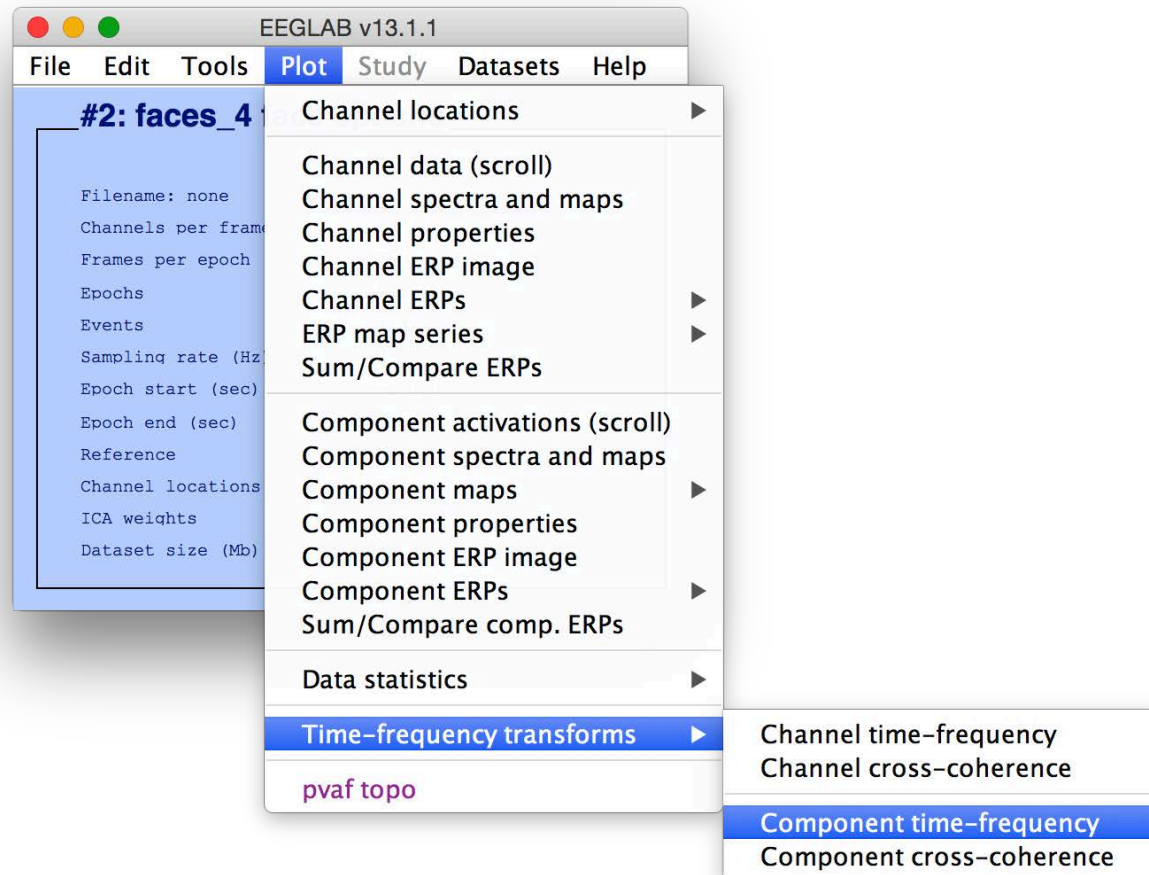 EEGLAB v13.1.1
File Edit Tools Plot Study Datasets Help
#2: faces_4
Filename: none
Channels per frame
Frames per epoch
Epochs
Events
Sampling rate (Hz)
Epoch start (sec)
Epoch end (sec)
Reference
Channel locations
ICA weights
Dataset size (Mb)
Channel locations
Channel data (scroll)
Channel spectra and maps
Channel properties
Channel ERP image
Channel ERPs
ERP map series
Sum/Compare ERPs
Component activations (scroll)
Component spectra and maps
Component maps
Component properties
Component ERP image
Component ERPs
Sum/Compare comp. ERPs
Data statistics
Time-frequency transforms
pvaf topo
Channel time-frequency
Channel cross-coherence
Component time-frequency
Component cross-coherence